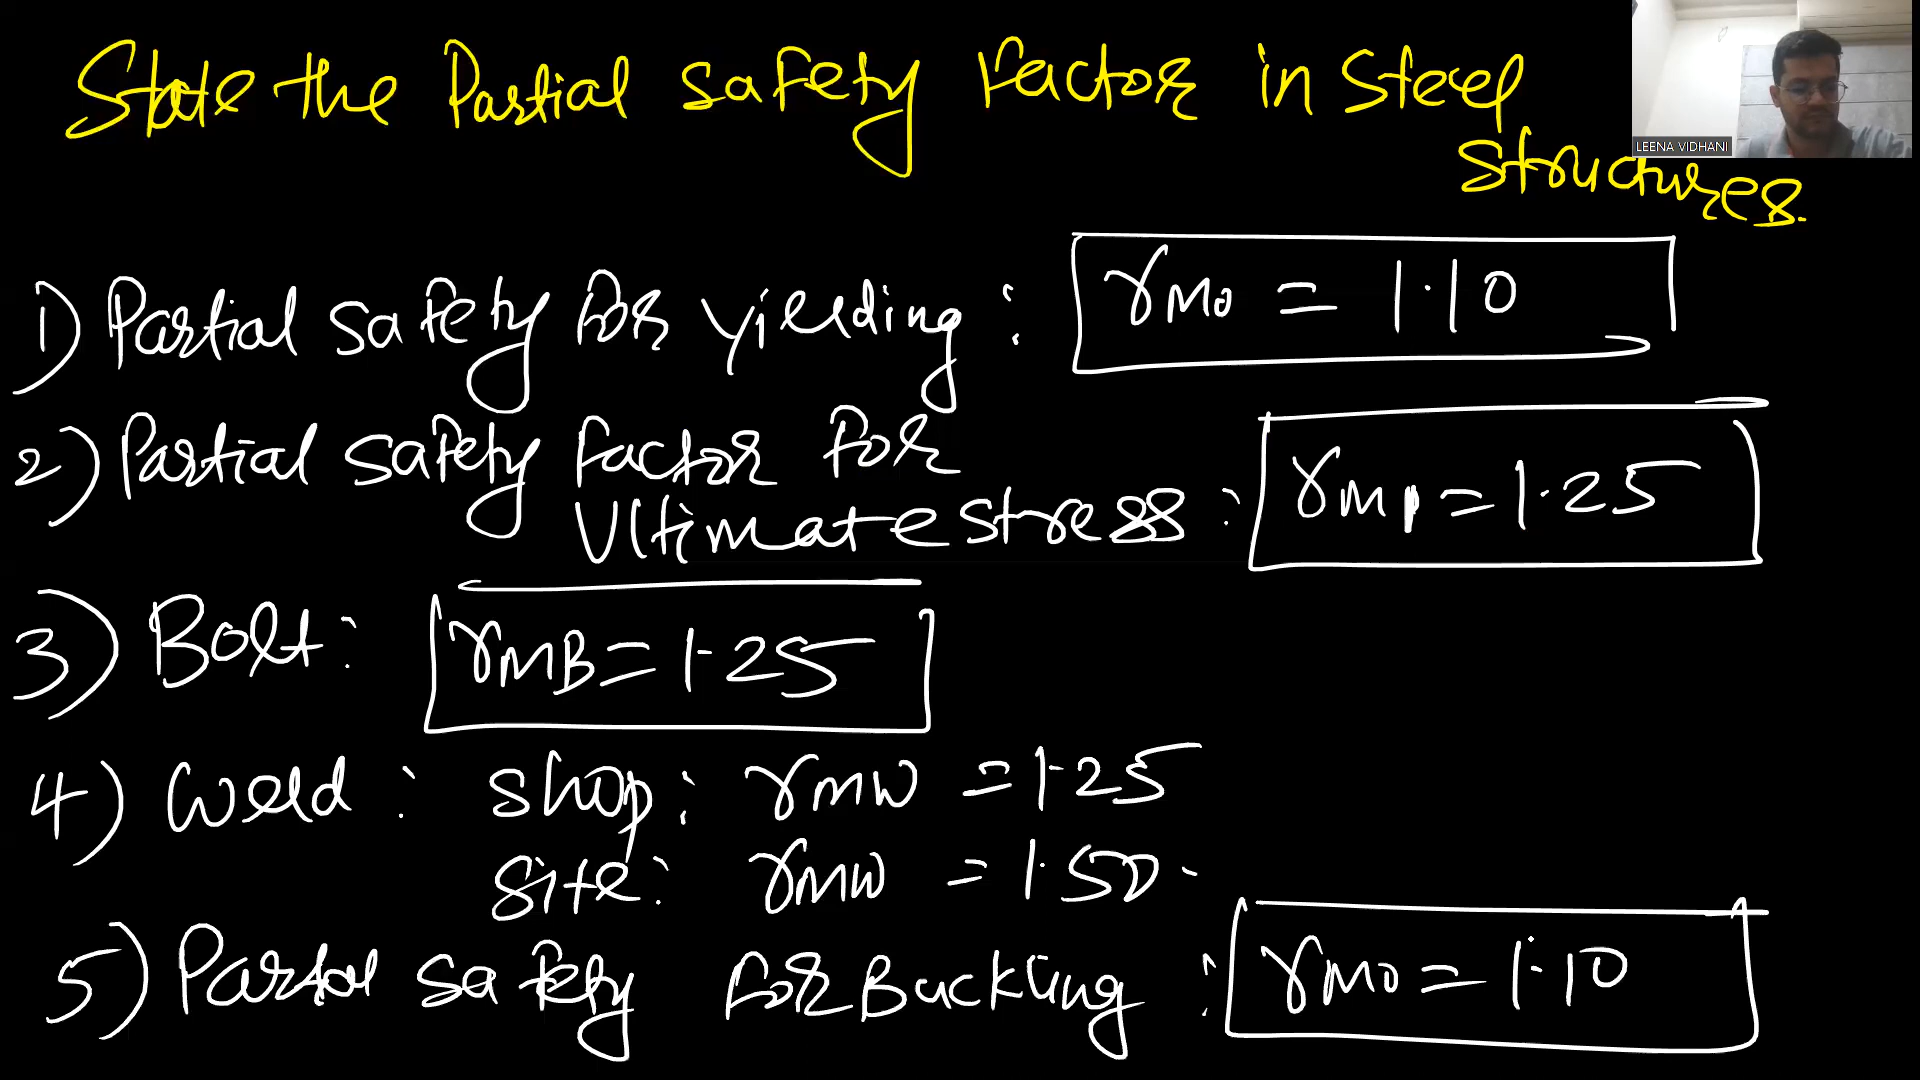 State the Partial safety factor in Steel
structures.
LEENA VIDHANI
1) Partial safety for yielding : γm0 = 1.10
2) Partial safety factor for
Ultimate stress : γm1 = 1.25
3) Bolt : γMB = 1.25
4) Weld : shop : γmw = 1.25
site : γmw = 1.50
5) Partial safety for Buckling : γm0 = 1.10